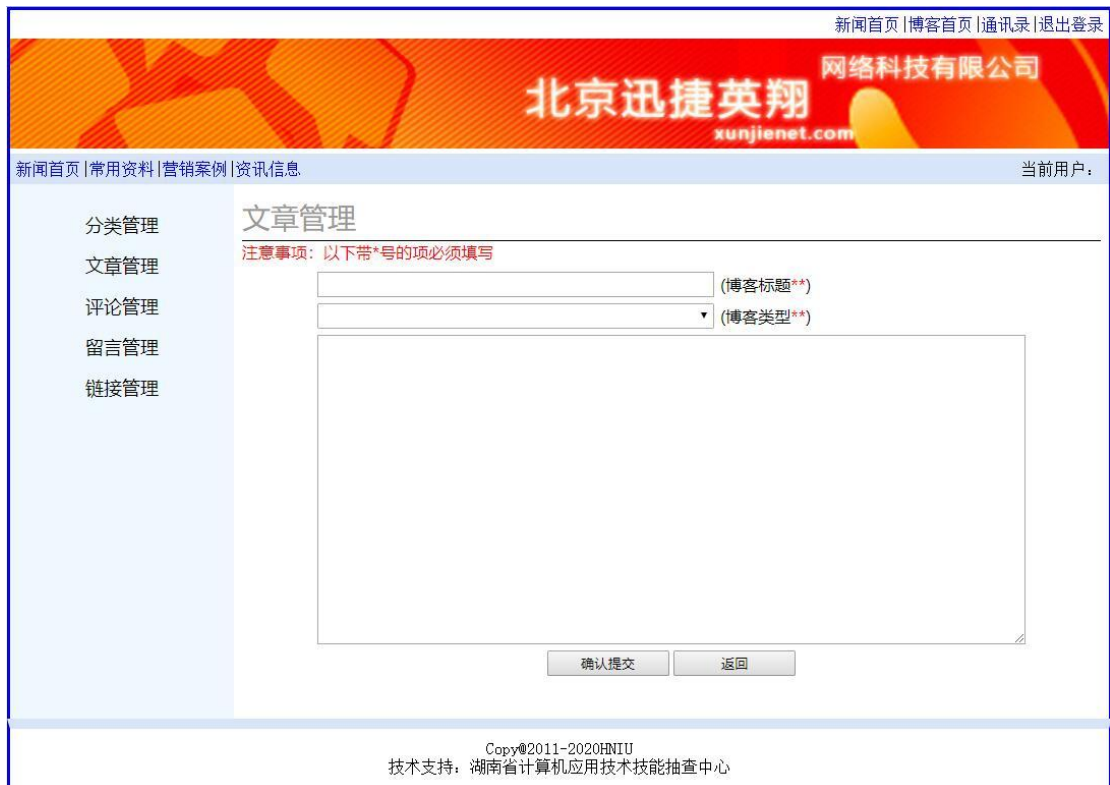 新闻首页|博客首页|通讯录|退出登录
北京迅捷英翔 网络科技有限公司
xunjienet.com
新闻首页|常用资料|营销案例|资讯信息 当前用户：
分类管理
文章管理
评论管理
留言管理
链接管理
文章管理
注意事项：以下带*号的项必须填写
(博客标题**)
(博客类型**)
确认提交 返回
Copy@2011-2020HNIU
技术支持：湖南省计算机应用技术技能抽查中心